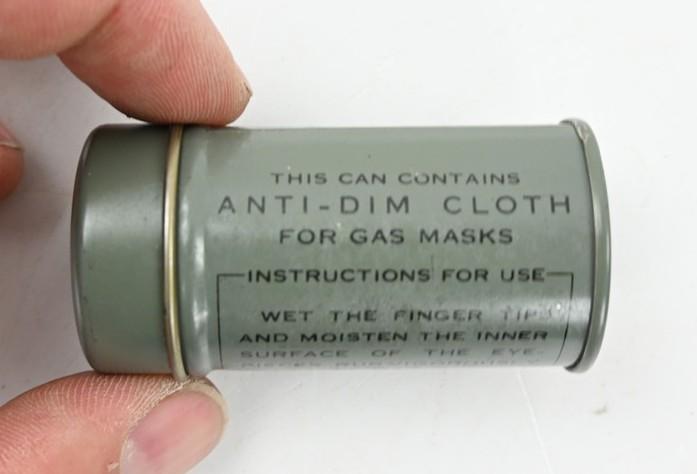 THIS CAN CONTAINS
ANTI-DIM CLOTH
FOR GAS MASKS
INSTRUCTIONS FOR USE
WET THE FINGER TIPS
AND MOISTEN THE INNER
SURFACE OF THE EYE-